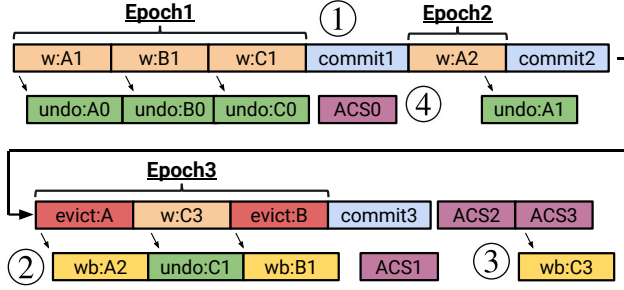 Epoch1 ① Epoch2
w:A1 w:B1 w:C1 commit1 w:A2 commit2
undo:A0 undo:B0 undo:C0 ACS0 ④ undo:A1
Epoch3
evict:A w:C3 evict:B commit3 ACS2 ACS3
② wb:A2 undo:C1 wb:B1 ACS1 ③ wb:C3